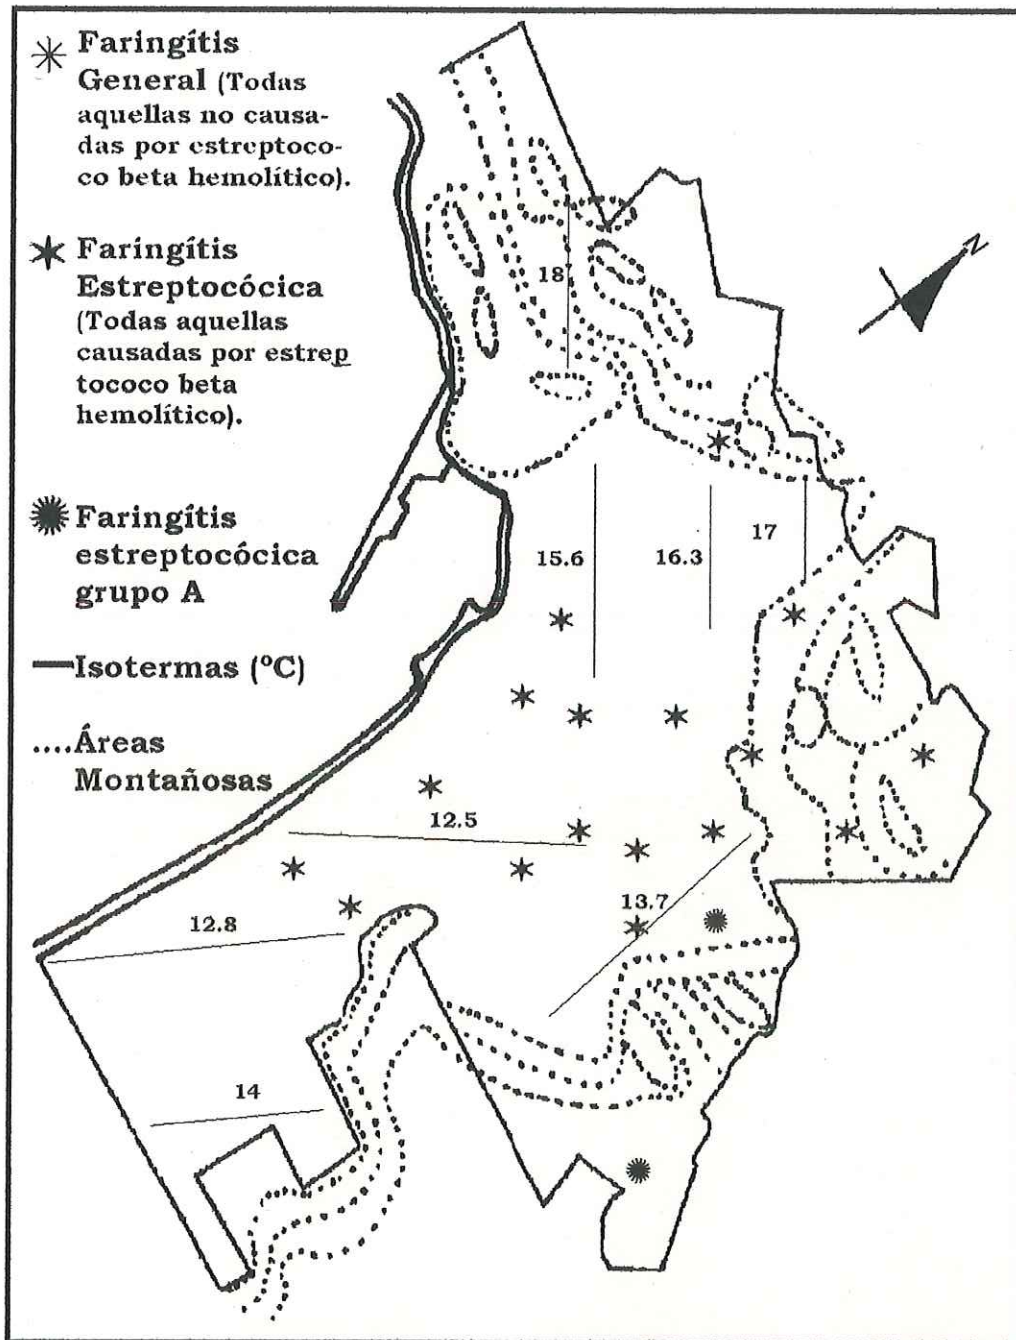 Faringítis
General (Todas
aquellas no causa-
das por estreptoco-
co beta hemolítico).
Faringítis
Estreptocócica
(Todas aquellas
causadas por estrep
tococo beta
hemolítico).
Faringítis
estreptocócica
grupo A
Isotermas (ºC)
....Áreas
Montañosas
N
18
15.6
16.3
17
12.5
13.7
12.8
14